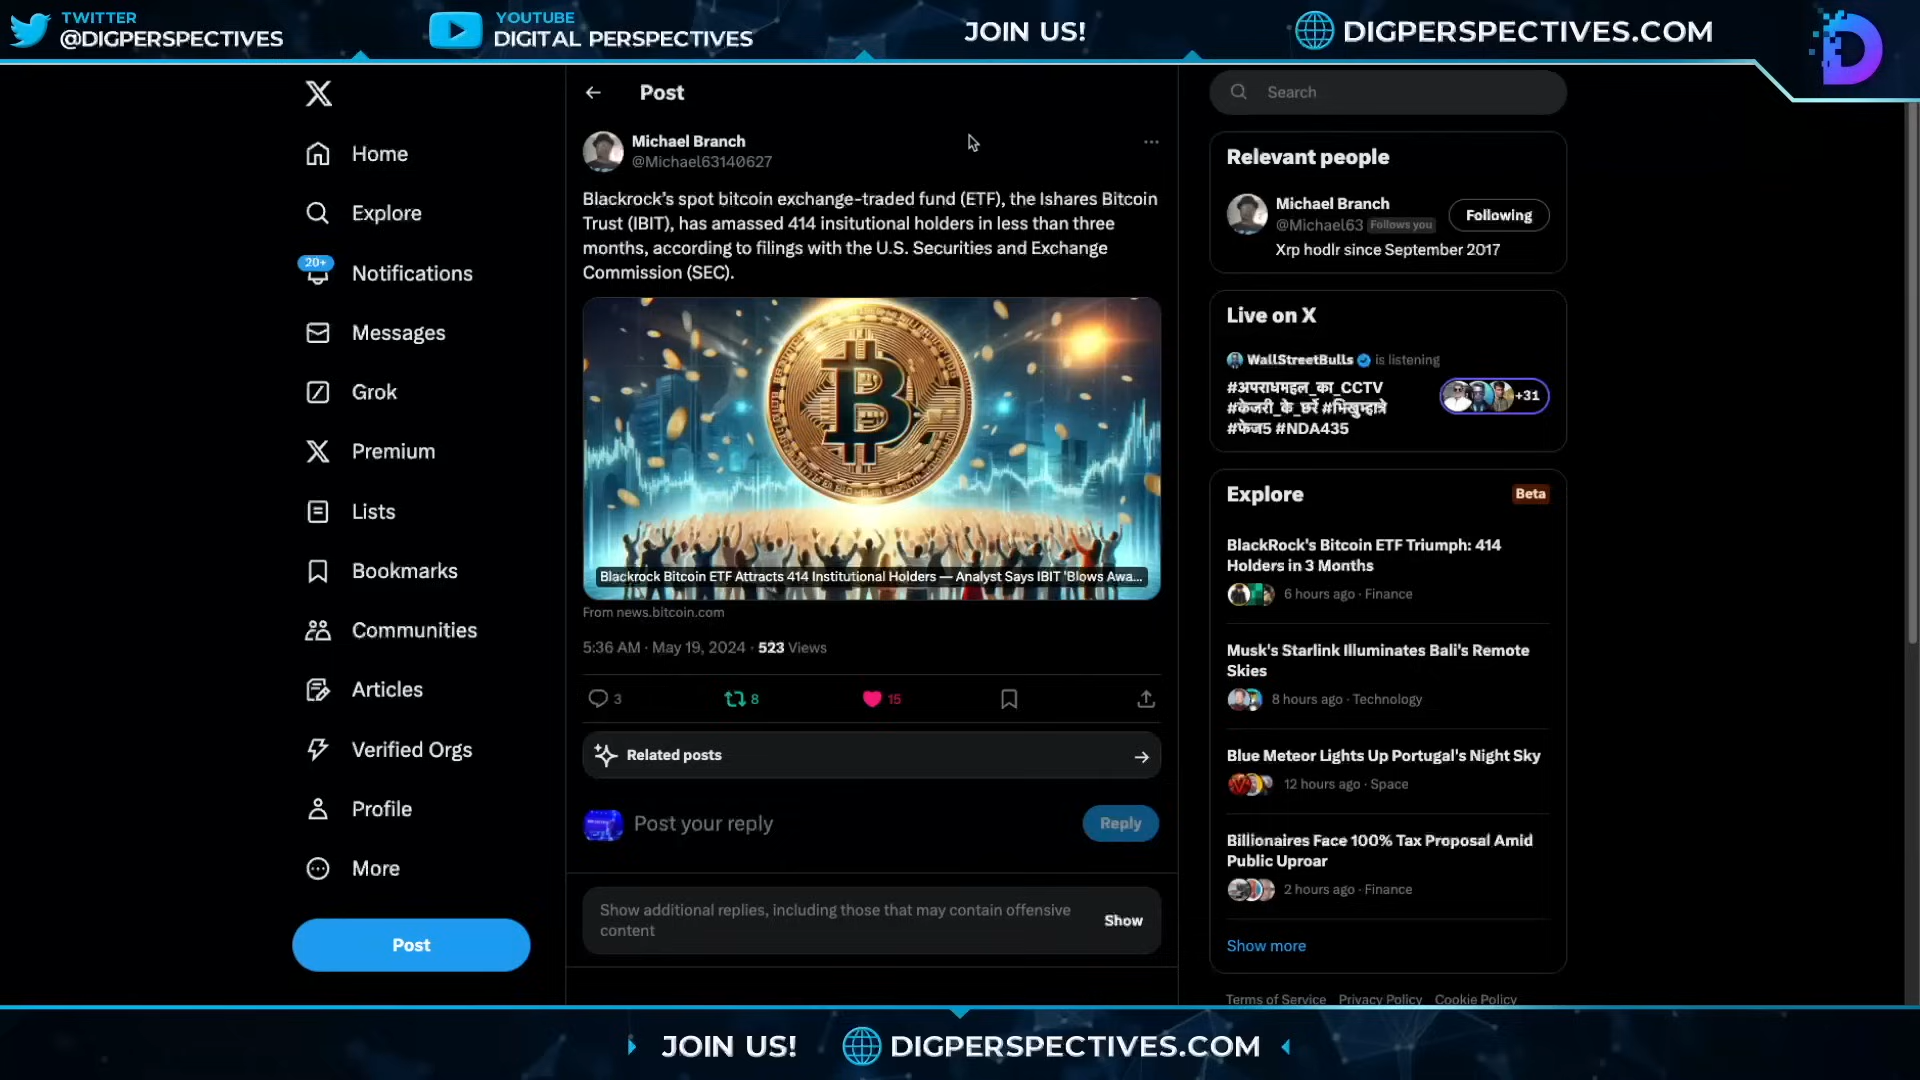 TWITTER
@DIGPERSPECTIVES
YOUTUBE
DIGITAL PERSPECTIVES
JOIN US!
DIGPERSPECTIVES.COM
Home
Explore
20+
Notifications
Messages
Grok
Premium
Lists
Bookmarks
Communities
Articles
Verified Orgs
Profile
More
Post
Post
Michael Branch
@Michael63140627
Blackrock's spot bitcoin exchange-traded fund (ETF), the Ishares Bitcoin
Trust (IBIT), has amassed 414 insitutional holders in less than three
months, according to filings with the U.S. Securities and Exchange
Commission (SEC).
Blackrock Bitcoin ETF Attracts 414 Institutional Holders — Analyst Says IBIT 'Blows Awa...
From news.bitcoin.com
5:36 AM · May 19, 2024 · 523 Views
3
8
15
Related posts
Post your reply
Reply
Show additional replies, including those that may contain offensive
content
Show
Search
Relevant people
Michael Branch
@Michael63 Follows you
Following
Xrp hodlr since September 2017
Live on X
WallStreetBulls is listening
#अपराधमहल_का_CCTV
#केजरी_के_छर्रे #भिखुम्हात्रे
#फेज5 #NDA435
+31
Explore
Beta
BlackRock's Bitcoin ETF Triumph: 414
Holders in 3 Months
6 hours ago · Finance
Musk's Starlink Illuminates Bali's Remote
Skies
8 hours ago · Technology
Blue Meteor Lights Up Portugal's Night Sky
12 hours ago · Space
Billionaires Face 100% Tax Proposal Amid
Public Uproar
2 hours ago · Finance
Show more
Terms of Service Privacy Policy Cookie Policy
JOIN US!
DIGPERSPECTIVES.COM